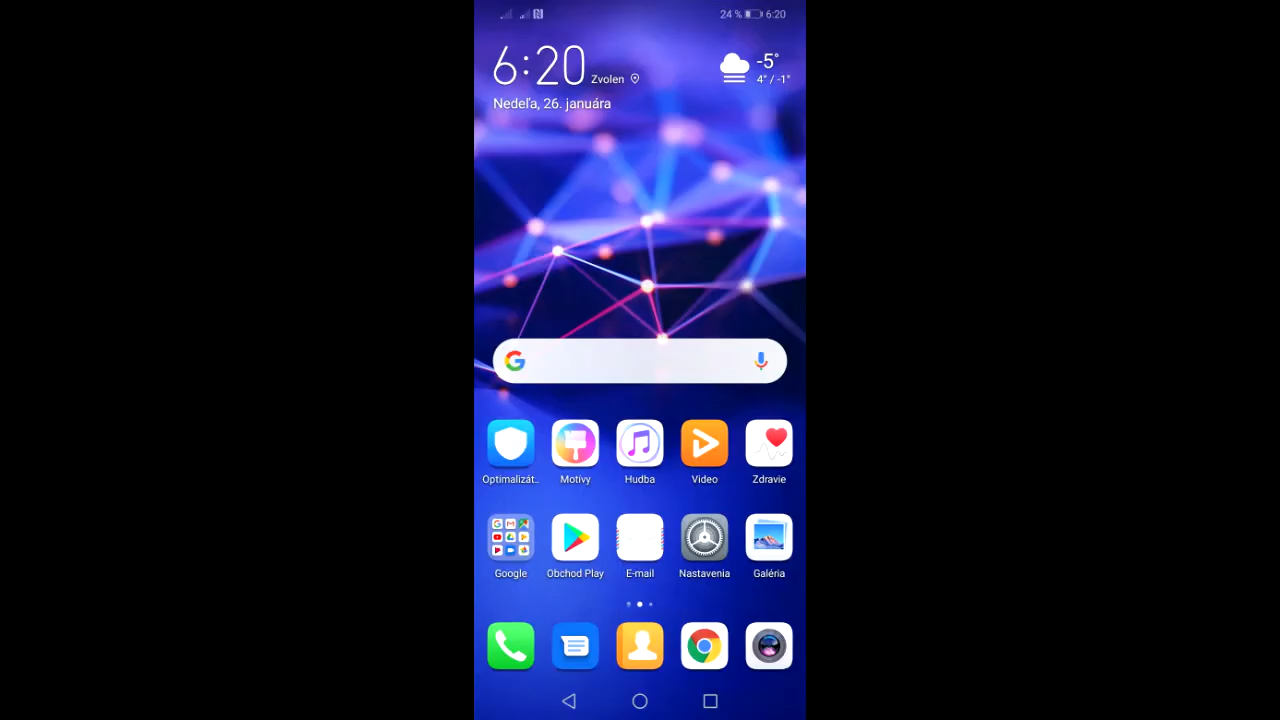 24 % 6:20
6:20 Zvolen
-5°
4° / -1°
Nedeľa, 26. januára
Optimalizát.. Motívy Hudba Video Zdravie
Google Obchod Play E-mail Nastavenia Galéria